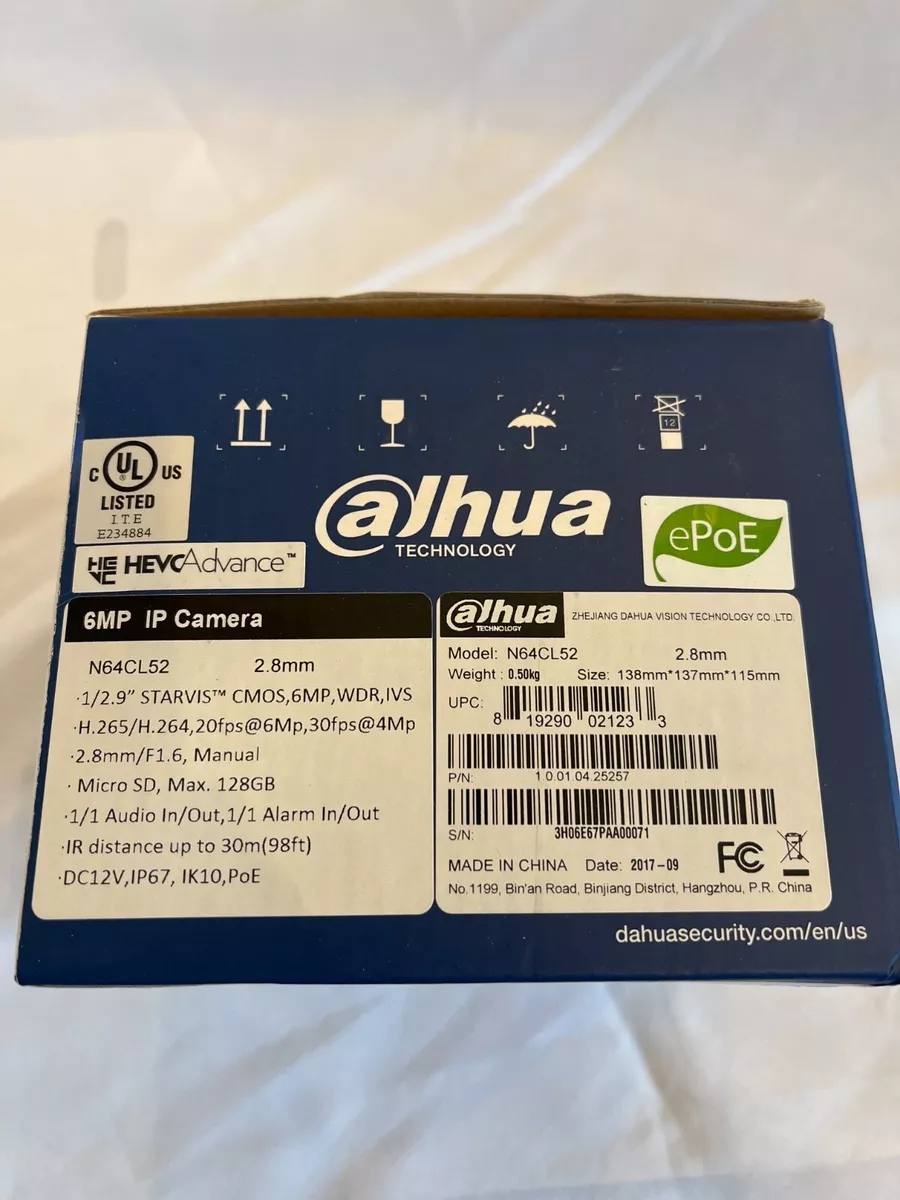 12
C UL US
LISTED
I.T.E
E234884
HEVC HEVCAdvance™
alhua
TECHNOLOGY
ePoE
6MP IP Camera
N64CL52 2.8mm
·1/2.9" STARVIS™ CMOS,6MP,WDR,IVS
·H.265/H.264,20fps@6Mp,30fps@4Mp
·2.8mm/F1.6, Manual
· Micro SD, Max. 128GB
·1/1 Audio In/Out,1/1 Alarm In/Out
·IR distance up to 30m(98ft)
·DC12V,IP67, IK10,PoE
alhua
TECHNOLOGY
ZHEJIANG DAHUA VISION TECHNOLOGY CO.,LTD.
Model: N64CL52 2.8mm
Weight : 0.50kg Size: 138mm*137mm*115mm
UPC:
8 19290 02123 3
P/N: 1.0.01.04.25257
S/N: 3H06E67PAA00071
MADE IN CHINA Date: 2017-09 FC
No.1199, Bin'an Road, Binjiang District, Hangzhou, P.R. China
dahuasecurity.com/en/us